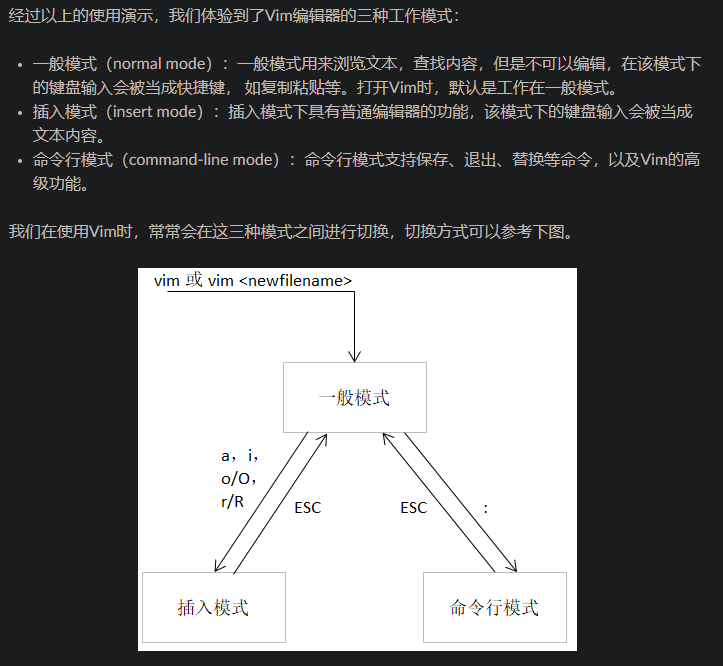 经过以上的使用演示，我们体验到了Vim编辑器的三种工作模式：
• 一般模式（normal mode）：一般模式用来浏览文本，查找内容，但是不可以编辑，在该模式下
的键盘输入会被当成快捷键， 如复制粘贴等。打开Vim时，默认是工作在一般模式。
• 插入模式（insert mode）：插入模式下具有普通编辑器的功能，该模式下的键盘输入会被当成
文本内容。
• 命令行模式（command-line mode）：命令行模式支持保存、退出、替换等命令，以及Vim的高
级功能。
我们在使用Vim时，常常会在这三种模式之间进行切换，切换方式可以参考下图。
vim 或 vim <newfilename>
一般模式
a，i，
o/O，
r/R
ESC
ESC
：
插入模式
命令行模式